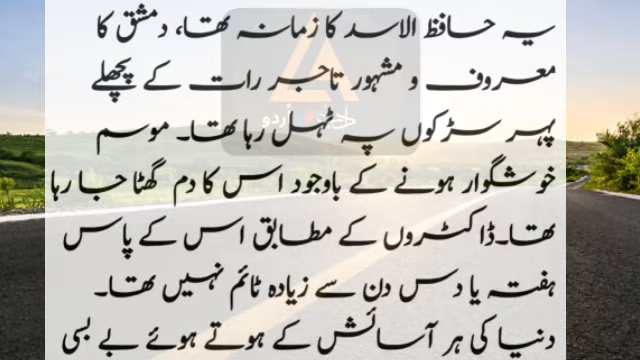 یہ حافظ الاسد کا زمانہ تھا، دمشق کا
معروف و مشہور تاجر رات کے پچھلے
پہر سڑکوں پہ ٹہل رہا تھا۔ موسم
خوشگوار ہونے کے باوجود اس کا دم گھٹا جا رہا
تھا۔ڈاکٹروں کے مطابق اس کے پاس
ہفتہ یا دس دن سے زیادہ ٹائم نہیں تھا۔
دنیا کی ہر آسائش کے ہوتے ہوئے بے بسی
اُردو